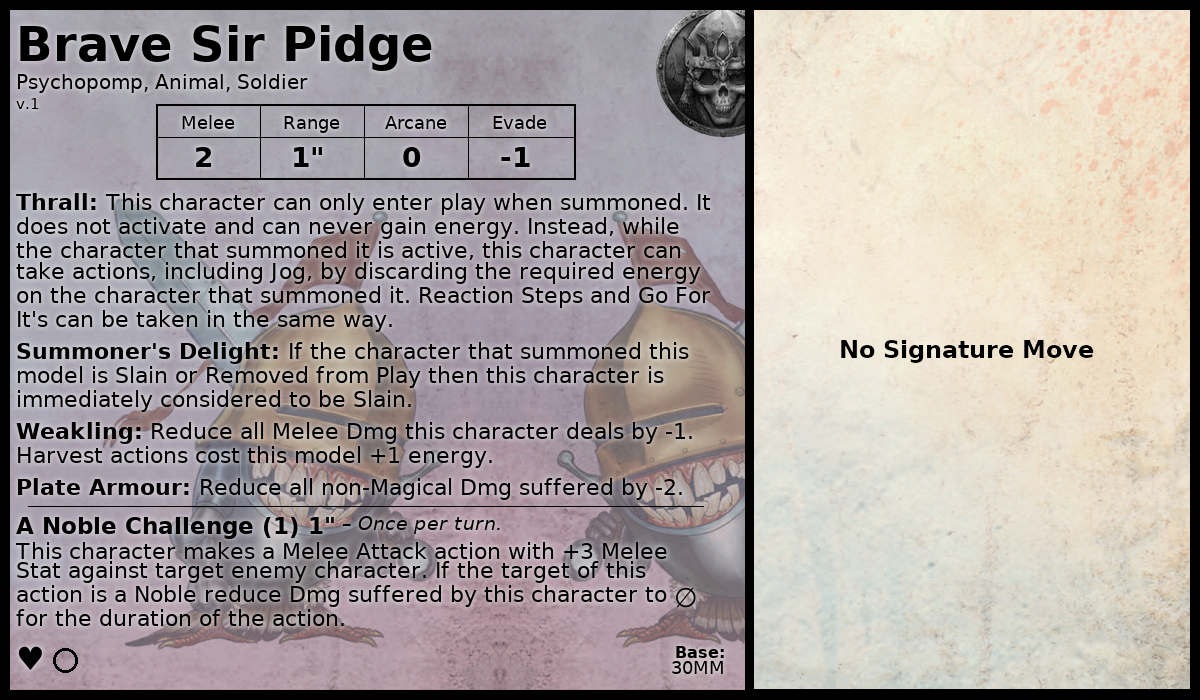 Brave Sir Pidge
Psychopomp, Animal, Soldier
v.1
Melee Range Arcane Evade
2 1" 0 -1
Thrall: This character can only enter play when summoned. It
does not activate and can never gain energy. Instead, while
the character that summoned it is active, this character can
take actions, including Jog, by discarding the required energy
on the character that summoned it. Reaction Steps and Go For
It's can be taken in the same way.
Summoner's Delight: If the character that summoned this
model is Slain or Removed from Play then this character is
immediately considered to be Slain.
Weakling: Reduce all Melee Dmg this character deals by -1.
Harvest actions cost this model +1 energy.
Plate Armour: Reduce all non-Magical Dmg suffered by -2.
A Noble Challenge (1) 1" – Once per turn.
This character makes a Melee Attack action with +3 Melee
Stat against target enemy character. If the target of this
action is a Noble reduce Dmg suffered by this character to ∅
for the duration of the action.
Base:
30MM
No Signature Move